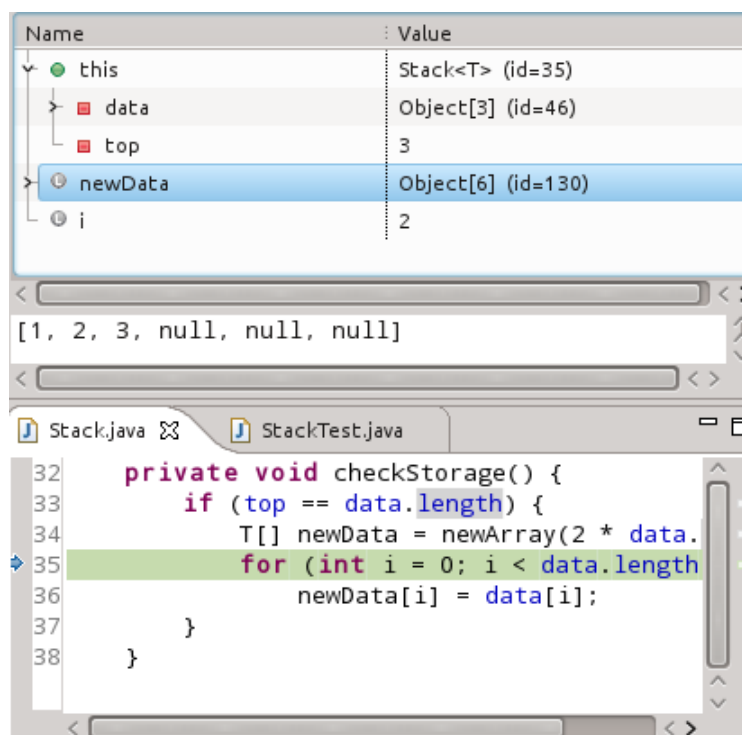 Name Value
this Stack<T> (id=35)
data Object[3] (id=46)
top 3
newData Object[6] (id=130)
i 2
[1, 2, 3, null, null, null]
Stack.java StackTest.java
32 private void checkStorage() {
33 if (top == data.length) {
34 T[] newData = newArray(2 * data.
35 for (int i = 0; i < data.length
36 newData[i] = data[i];
37 }
38 }